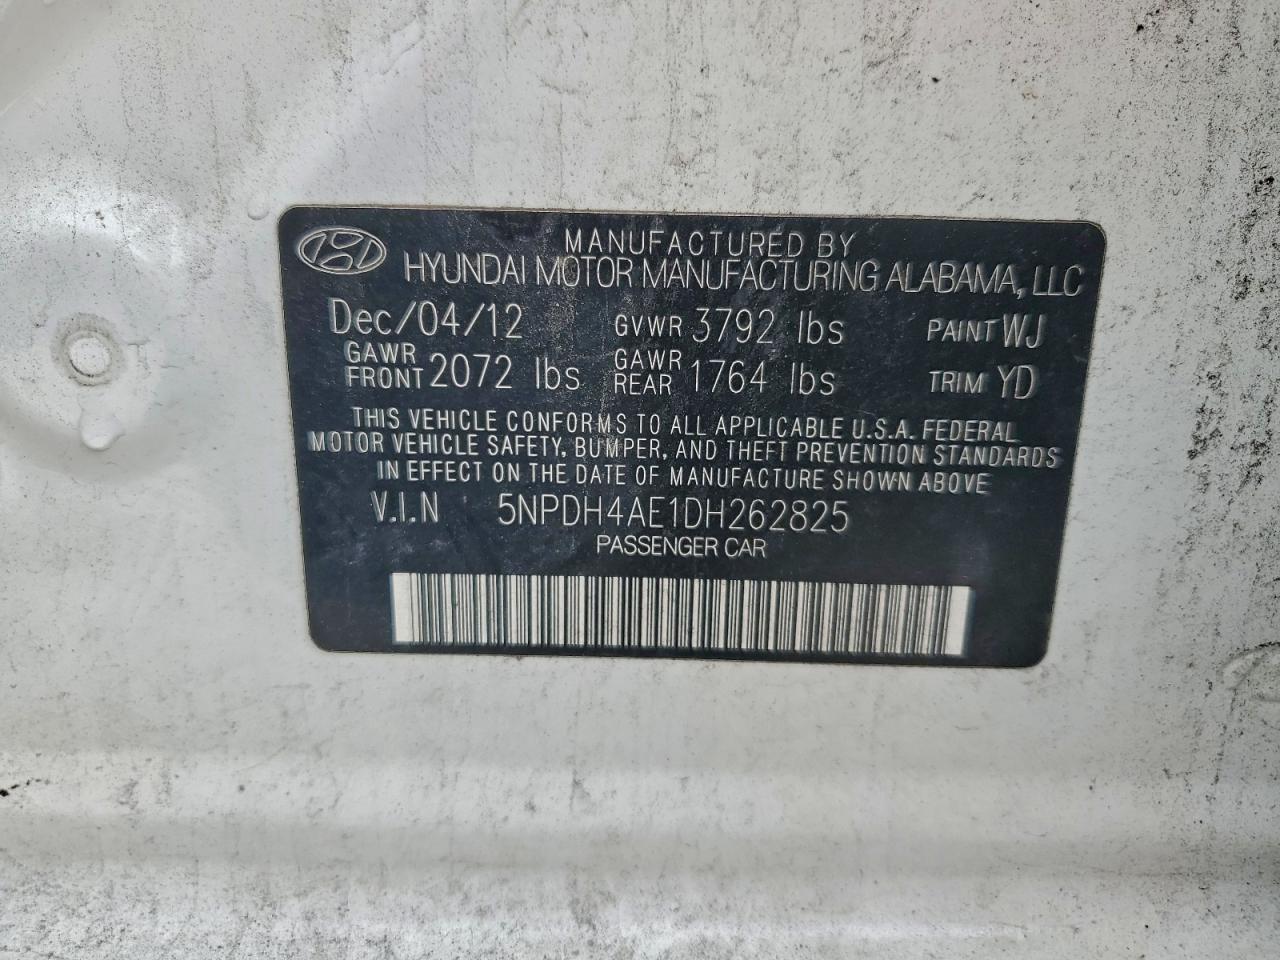 MANUFACTURED BY
HYUNDAI MOTOR MANUFACTURING ALABAMA, LLC
Dec/04/12 GVWR 3792 lbs PAINT WJ
GAWR FRONT 2072 lbs GAWR REAR 1764 lbs TRIM YD
THIS VEHICLE CONFORMS TO ALL APPLICABLE U.S.A. FEDERAL
MOTOR VEHICLE SAFETY, BUMPER, AND THEFT PREVENTION STANDARDS
IN EFFECT ON THE DATE OF MANUFACTURE SHOWN ABOVE
V.I.N 5NPDH4AE1DH262825
PASSENGER CAR